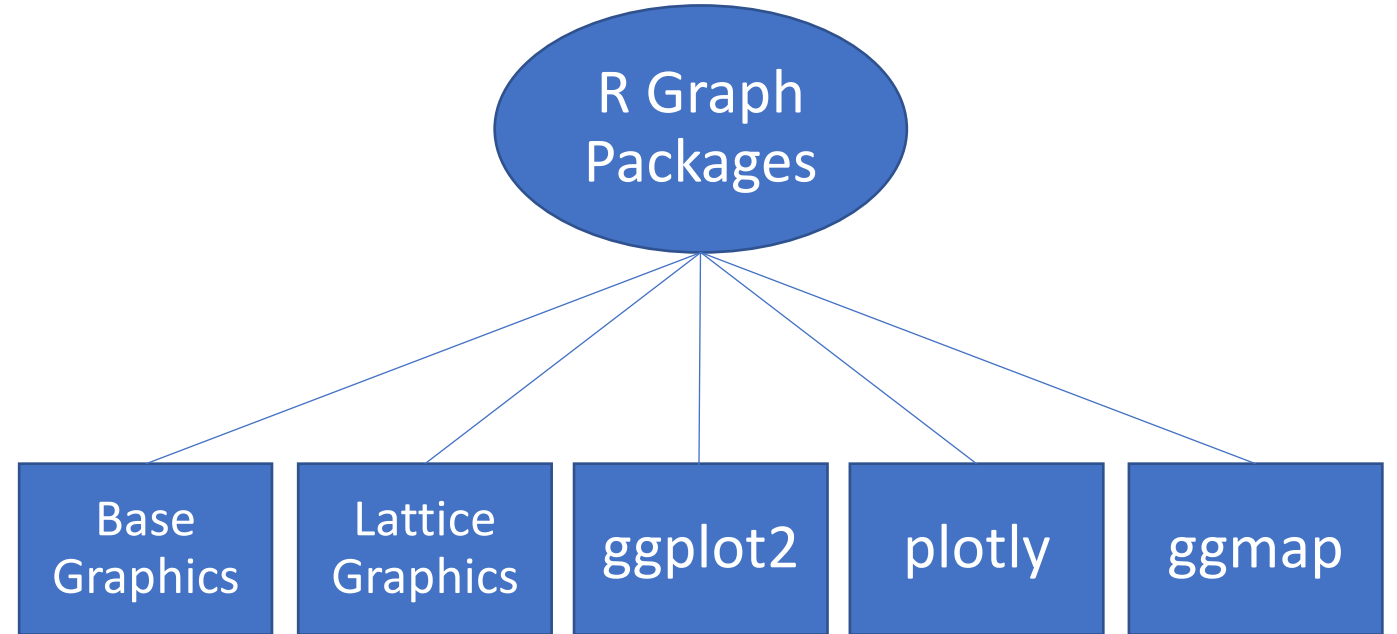 R Graph
Packages
Base
Graphics
Lattice
Graphics
ggplot2
plotly
ggmap